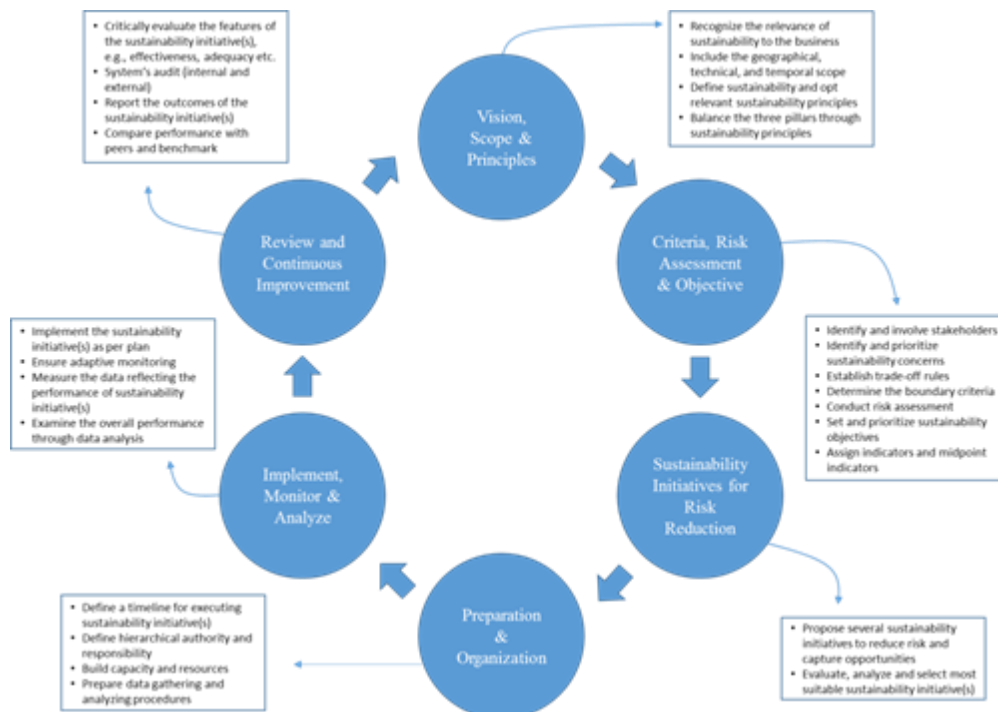 Vision,
Scope &
Principles
• Recognize the relevance of
sustainability to the business
• Include the geographical,
technical, and temporal scope
• Define sustainability and opt
relevant sustainability principles
• Balance the three pillars through
sustainability principles
Criteria, Risk
Assessment
& Objective
• Identify and involve stakeholders
• Identify and prioritize
sustainability concerns
• Establish trade-off rules
• Determine the boundary criteria
• Conduct risk assessment
• Set and prioritize sustainability
objectives
• Assign indicators and midpoint
indicators
Sustainability
Initiatives for
Risk
Reduction
• Propose several sustainability
initiatives to reduce risk and
capture opportunities
• Evaluate, analyze and select most
suitable sustainability initiative(s)
Preparation
&
Organization
• Define a timeline for executing
sustainability initiative(s)
• Define hierarchical authority and
responsibility
• Build capacity and resources
• Prepare data gathering and
analyzing procedures
Implement,
Monitor &
Analyze
• Implement the sustainability
initiative(s) as per plan
• Ensure adaptive monitoring
• Measure the data reflecting the
performance of sustainability
initiative(s)
• Examine the overall performance
through data analysis
Review and
Continuous
Improvement
• Critically evaluate the features of
the sustainability initiative(s),
e.g., effectiveness, adequacy etc.
• System's audit (internal and
external)
• Report the outcomes of the
sustainability initiative(s)
• Compare performance with
peers and benchmark